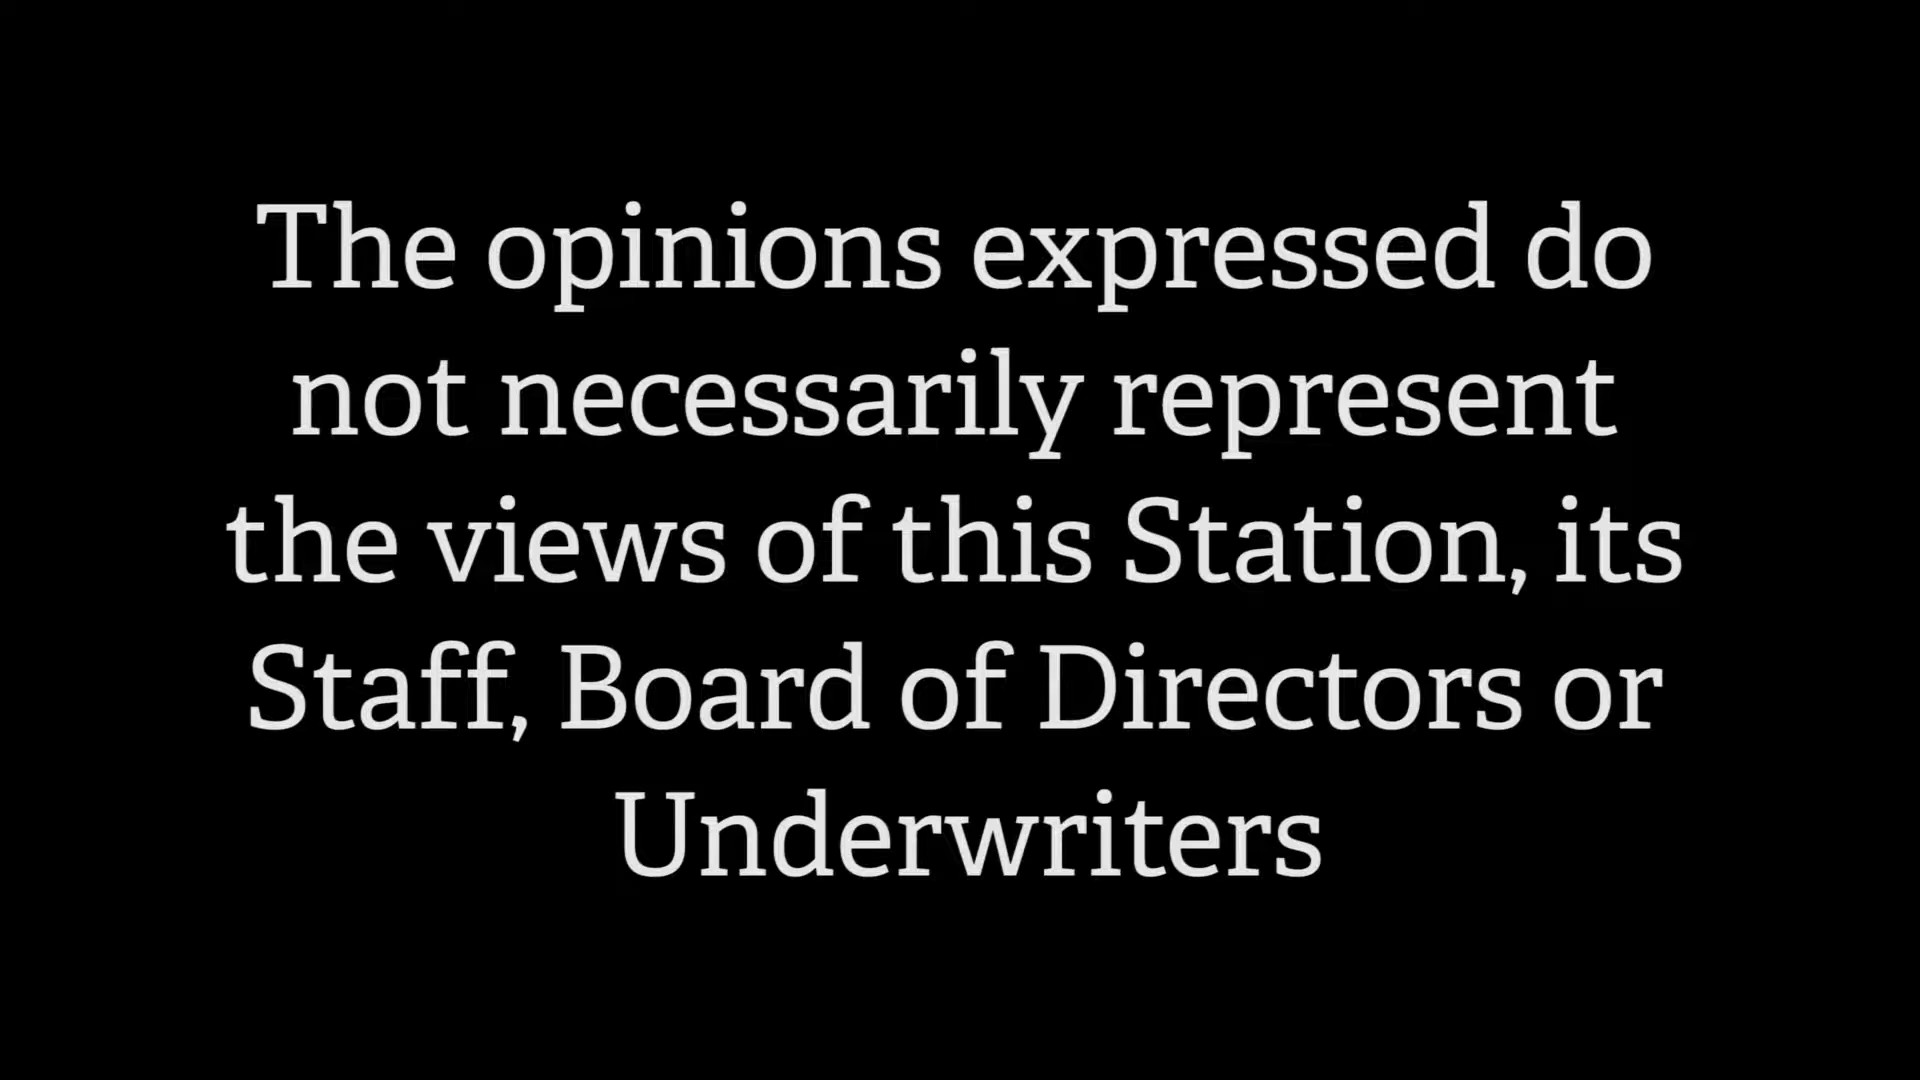 The opinions expressed do
not necessarily represent
the views of this Station, its
Staff, Board of Directors or
Underwriters